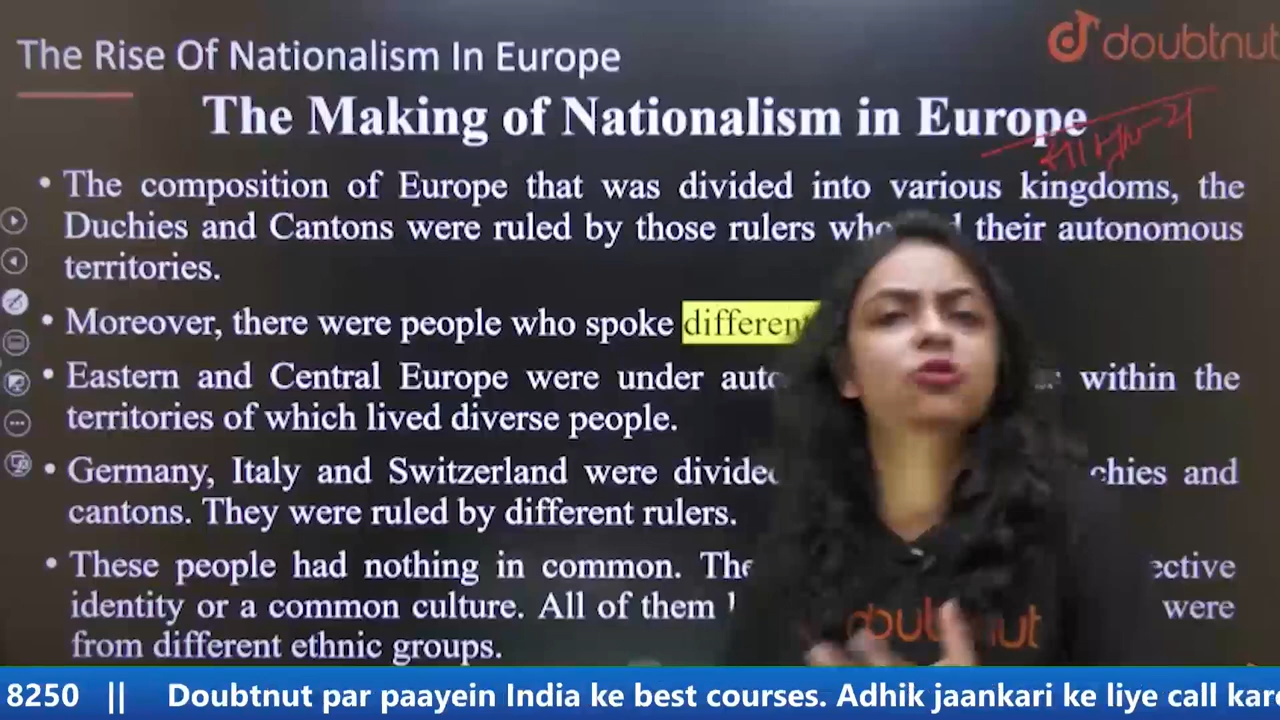 The Rise Of Nationalism In Europe
doubtnut
The Making of Nationalism in Europe
• The composition of Europe that was divided into various kingdoms, the
Duchies and Cantons were ruled by those rulers who their autonomous
territories.
• Moreover, there were people who spoke different
• Eastern and Central Europe were under within the
territories of which lived diverse people.
• Germany, Italy and Switzerland were divided and
cantons. They were ruled by different rulers.
• These people had nothing in common.
identity or a common culture. All of them were
from different ethnic groups.
doubtnut
8250 || Doubtnut par paayein India ke best courses. Adhik jaankari ke liye call kare